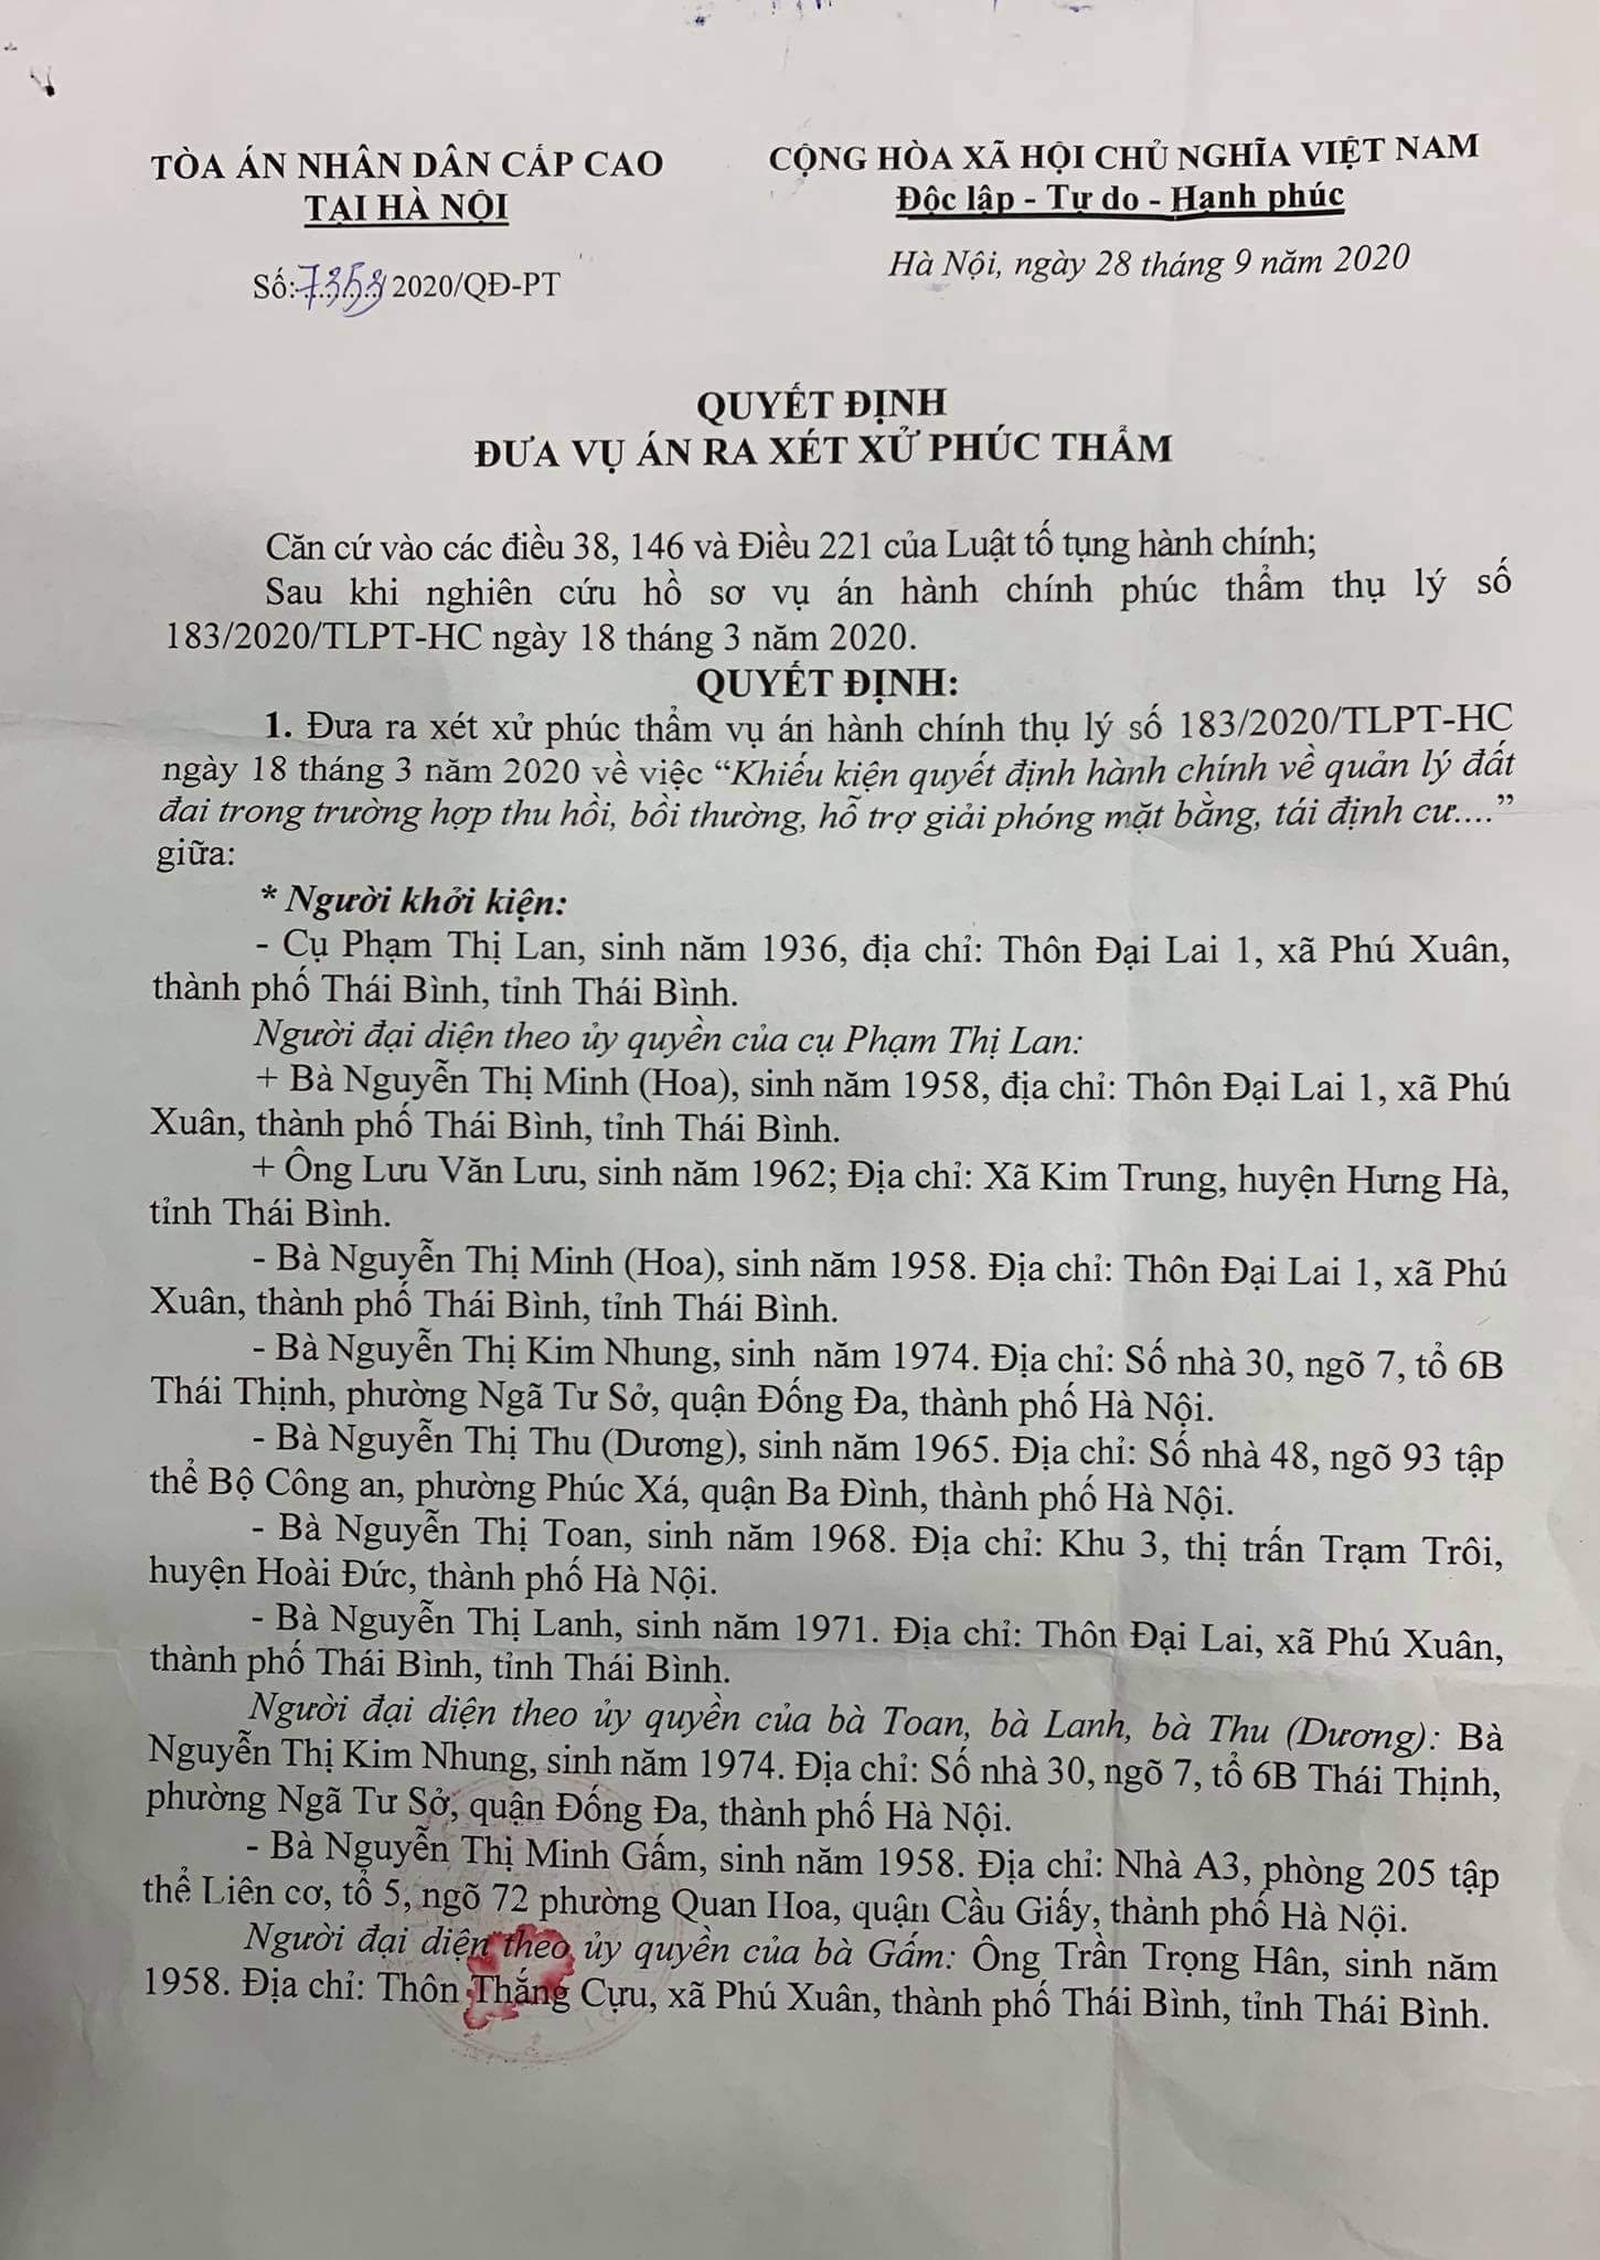 TÒA ÁN NHÂN DÂN CẤP CAO
TẠI HÀ NỘI
CỘNG HÒA XÃ HỘI CHỦ NGHĨA VIỆT NAM
Độc lập - Tự do - Hạnh phúc
Số: 7353/2020/QĐ-PT
Hà Nội, ngày 28 tháng 9 năm 2020
QUYẾT ĐỊNH
ĐƯA VỤ ÁN RA XÉT XỬ PHÚC THẨM
Căn cứ vào các điều 38, 146 và Điều 221 của Luật tố tụng hành chính;
Sau khi nghiên cứu hồ sơ vụ án hành chính phúc thẩm thụ lý số
183/2020/TLPT-HC ngày 18 tháng 3 năm 2020.
QUYẾT ĐỊNH:
1. Đưa ra xét xử phúc thẩm vụ án hành chính thụ lý số 183/2020/TLPT-HC
ngày 18 tháng 3 năm 2020 về việc “Khiếu kiện quyết định hành chính về quản lý đất
đai trong trường hợp thu hồi, bồi thường, hỗ trợ giải phóng mặt bằng, tái định cư....”
giữa:
* Người khởi kiện:
- Cụ Phạm Thị Lan, sinh năm 1936, địa chỉ: Thôn Đại Lai 1, xã Phú Xuân,
thành phố Thái Bình, tỉnh Thái Bình.
Người đại diện theo ủy quyền của cụ Phạm Thị Lan:
+ Bà Nguyễn Thị Minh (Hoa), sinh năm 1958, địa chỉ: Thôn Đại Lai 1, xã Phú
Xuân, thành phố Thái Bình, tỉnh Thái Bình.
+ Ông Lưu Văn Lưu, sinh năm 1962; Địa chỉ: Xã Kim Trung, huyện Hưng Hà,
tỉnh Thái Bình.
- Bà Nguyễn Thị Minh (Hoa), sinh năm 1958. Địa chỉ: Thôn Đại Lai 1, xã Phú
Xuân, thành phố Thái Bình, tỉnh Thái Bình.
- Bà Nguyễn Thị Kim Nhung, sinh năm 1974. Địa chỉ: Số nhà 30, ngõ 7, tổ 6B
Thái Thịnh, phường Ngã Tư Sở, quận Đống Đa, thành phố Hà Nội.
- Bà Nguyễn Thị Thu (Dương), sinh năm 1965. Địa chỉ: Số nhà 48, ngõ 93 tập
thể Bộ Công an, phường Phúc Xá, quận Ba Đình, thành phố Hà Nội.
- Bà Nguyễn Thị Toan, sinh năm 1968. Địa chỉ: Khu 3, thị trấn Trạm Trôi,
huyện Hoài Đức, thành phố Hà Nội.
- Bà Nguyễn Thị Lanh, sinh năm 1971. Địa chỉ: Thôn Đại Lai, xã Phú Xuân,
thành phố Thái Bình, tỉnh Thái Bình.
Người đại diện theo ủy quyền của bà Toan, bà Lanh, bà Thu (Dương): Bà
Nguyễn Thị Kim Nhung, sinh năm 1974. Địa chỉ: Số nhà 30, ngõ 7, tổ 6B Thái Thịnh,
phường Ngã Tư Sở, quận Đống Đa, thành phố Hà Nội.
- Bà Nguyễn Thị Minh Gấm, sinh năm 1958. Địa chỉ: Nhà A3, phòng 205 tập
thể Liên cơ, tổ 5, ngõ 72 phường Quan Hoa, quận Cầu Giấy, thành phố Hà Nội.
Người đại diện theo ủy quyền của bà Gấm: Ông Trần Trọng Hân, sinh năm
1958. Địa chỉ: Thôn Thắng Cựu, xã Phú Xuân, thành phố Thái Bình, tỉnh Thái Bình.